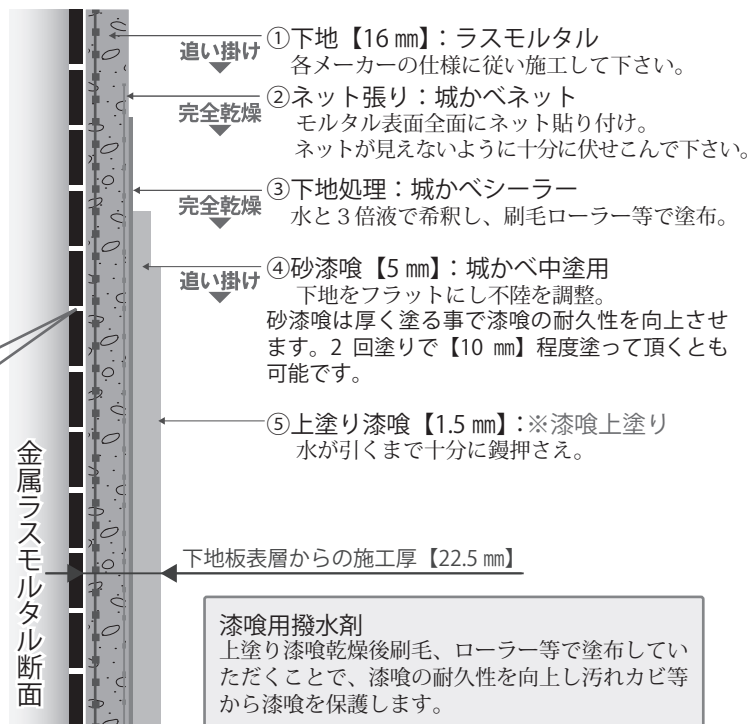 ①下地【16 ㎜】：ラスモルタル
各メーカーの仕様に従い施工して下さい。
追い掛け
②ネット張り：城かべネット
モルタル表面全面にネット貼り付け。
ネットが見えないように十分に伏せこんで下さい。
完全乾燥
③下地処理：城かべシーラー
水と３倍液で希釈し、刷毛ローラー等で塗布。
完全乾燥
④砂漆喰【5 ㎜】：城かべ中塗用
下地をフラットにし不陸を調整。
砂漆喰は厚く塗る事で漆喰の耐久性を向上させ
ます。2 回塗りで【10 ㎜】程度塗って頂くとも
可能です。
追い掛け
⑤上塗り漆喰【1.5 ㎜】：※漆喰上塗り
水が引くまで十分に鏝押さえ。
金属ラスモルタル断面
下地板表層からの施工厚【22.5 ㎜】
漆喰用撥水剤
上塗り漆喰乾燥後刷毛、ローラー等で塗布してい
ただくことで、漆喰の耐久性を向上し汚れカビ等
から漆喰を保護します。